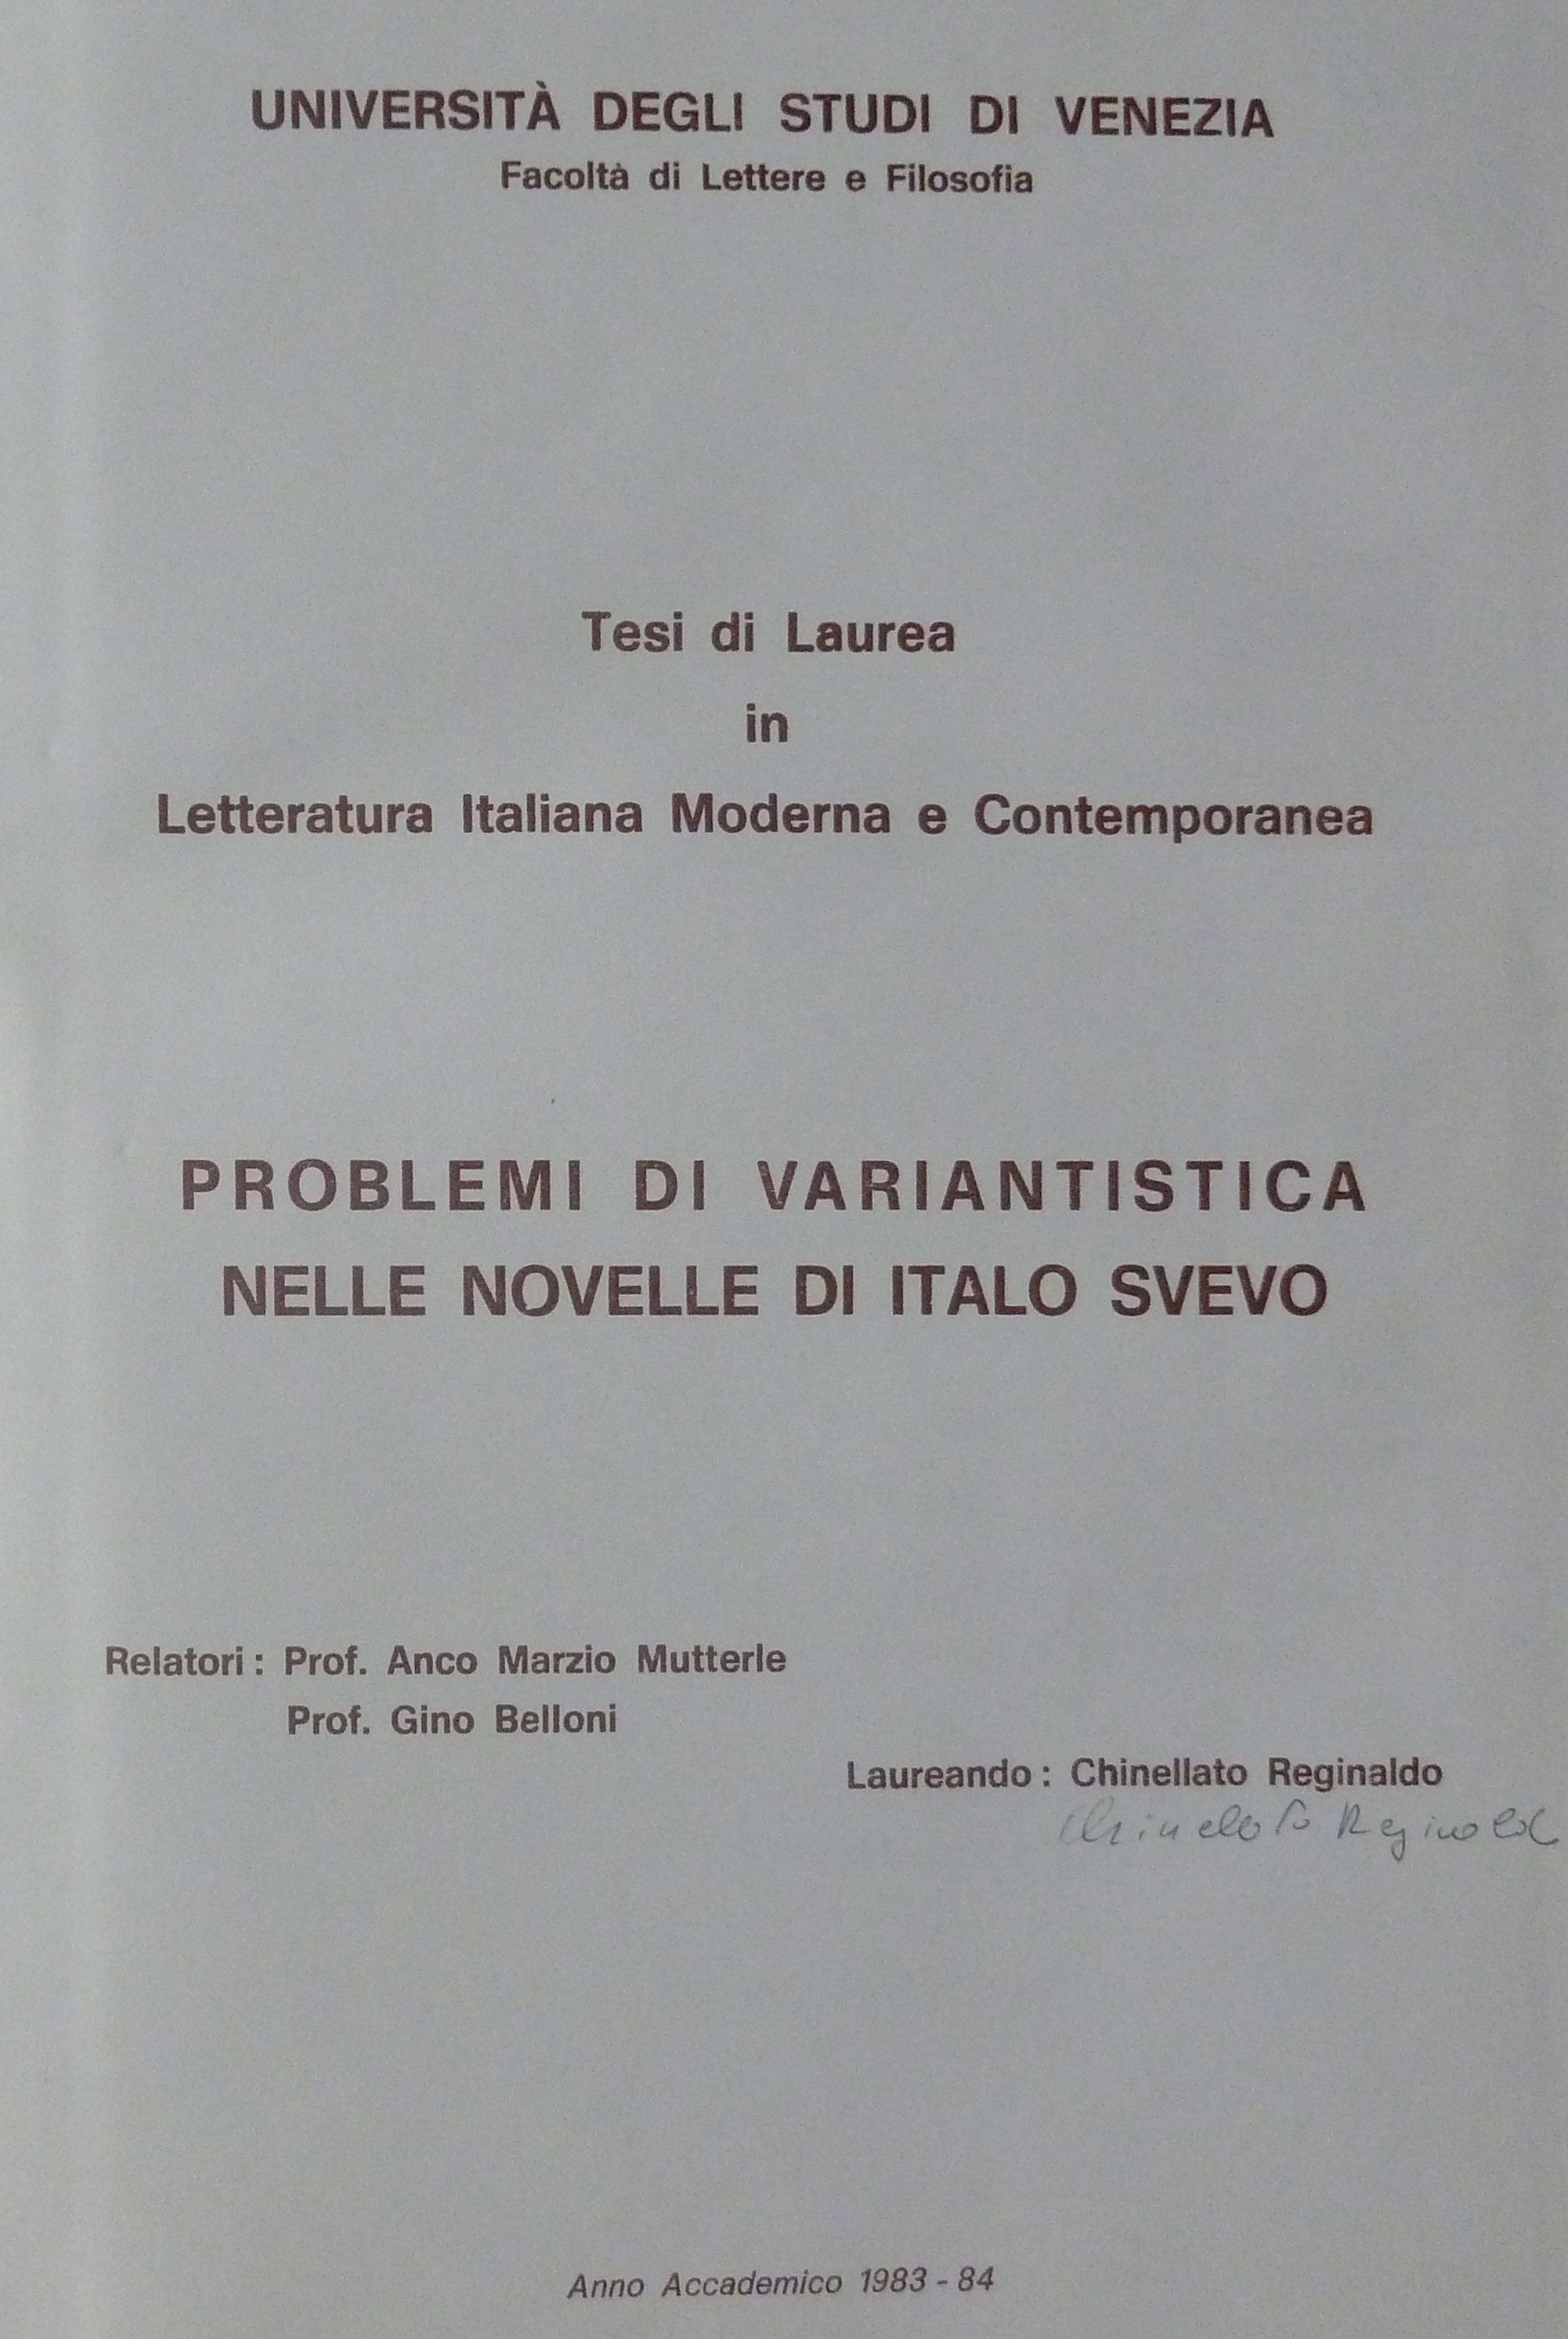 UNIVERSITÀ DEGLI STUDI DI VENEZIA
Facoltà di Lettere e Filosofia
Tesi di Laurea
in
Letteratura Italiana Moderna e Contemporanea
PROBLEMI DI VARIANTISTICA
NELLE NOVELLE DI ITALO SVEVO
Relatori: Prof. Anco Marzio Mutterle
Prof. Gino Belloni
Laureando: Chinellato Reginaldo
Chinellato Reginaldo
Anno Accademico 1983-84